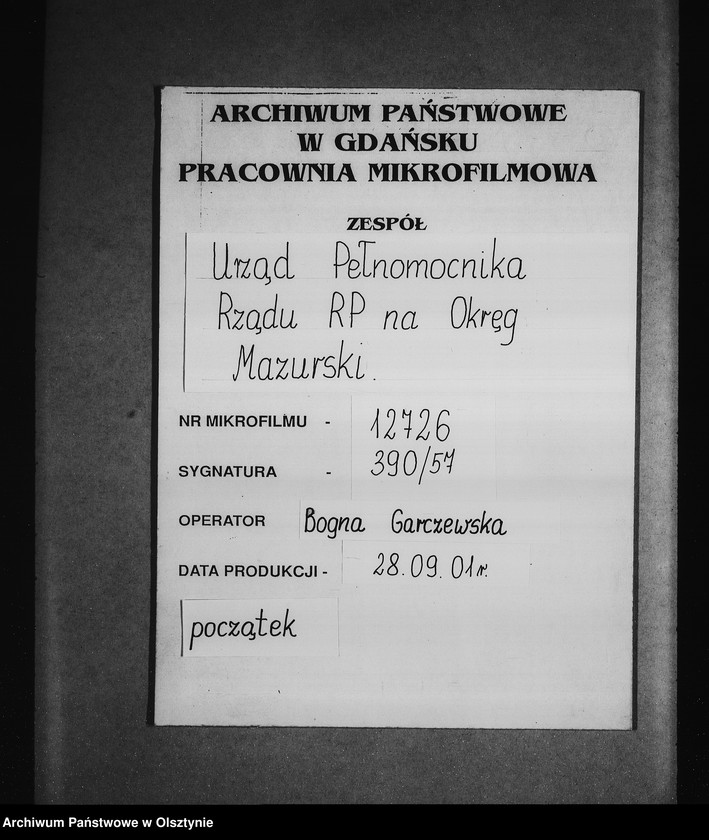 ARCHIWUM PAŃSTWOWE
W GDAŃSKU
PRACOWNIA MIKROFILMOWA
ZESPÓŁ
Urząd Pełnomocnika
Rządu RP na Okręg
Mazurski.
NR MIKROFILMU - 12726
SYGNATURA - 390/57
OPERATOR Bogna Garczewska
DATA PRODUKCJI - 28.09.01r.
początek
Archiwum Państwowe w Olsztynie